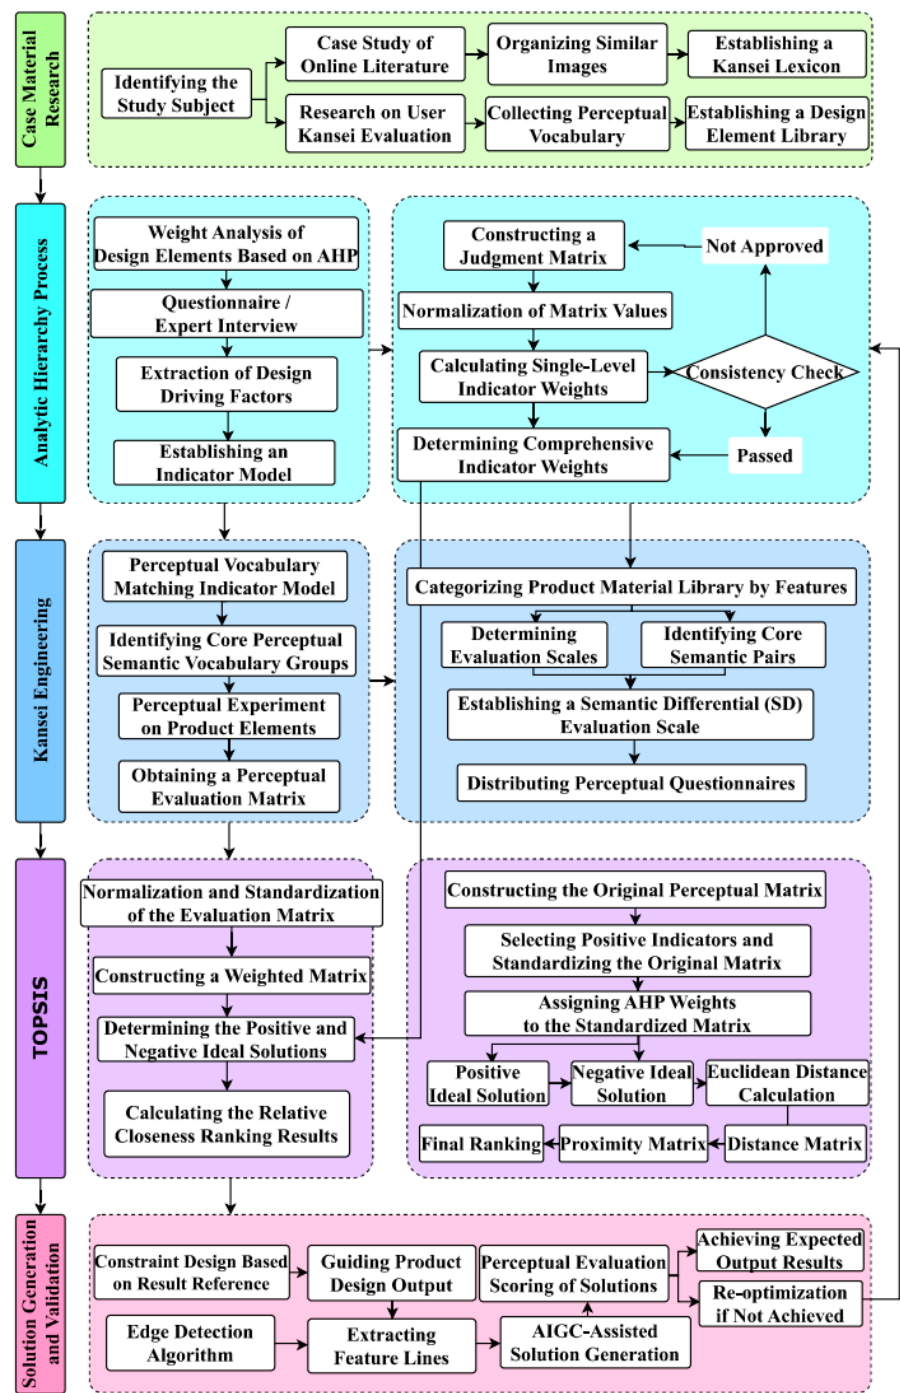 Case Material
Research
Identifying the
Study Subject
Case Study of
Online Literature
Organizing Similar
Images
Establishing a
Kansei Lexicon
Research on User
Kansei Evaluation
Collecting Perceptual
Vocabulary
Establishing a Design
Element Library
Analytic Hierarchy Process
Weight Analysis of
Design Elements Based on AHP
Questionnaire /
Expert Interview
Extraction of Design
Driving Factors
Establishing an
Indicator Model
Constructing a
Judgment Matrix
Not Approved
Normalization of Matrix Values
Calculating Single-Level
Indicator Weights
Consistency Check
Determining Comprehensive
Indicator Weights
Passed
Kansei Engineering
Perceptual Vocabulary
Matching Indicator Model
Identifying Core Perceptual
Semantic Vocabulary Groups
Perceptual Experiment
on Product Elements
Obtaining a Perceptual
Evaluation Matrix
Categorizing Product Material Library by Features
Determining
Evaluation Scales
Identifying Core
Semantic Pairs
Establishing a Semantic Differential (SD)
Evaluation Scale
Distributing Perceptual Questionnaires
TOPSIS
Normalization and Standardization
of the Evaluation Matrix
Constructing a Weighted Matrix
Determining the Positive and
Negative Ideal Solutions
Calculating the Relative
Closeness Ranking Results
Constructing the Original Perceptual Matrix
Selecting Positive Indicators and
Standardizing the Original Matrix
Assigning AHP Weights
to the Standardized Matrix
Positive
Ideal Solution
Negative Ideal
Solution
Euclidean Distance
Calculation
Final Ranking
Proximity Matrix
Distance Matrix
Solution Generation
and Validation
Constraint Design Based
on Result Reference
Guiding Product
Design Output
Perceptual Evaluation
Scoring of Solutions
Achieving Expected
Output Results
Re-optimization
if Not Achieved
Edge Detection
Algorithm
Extracting
Feature Lines
AIGC-Assisted
Solution Generation